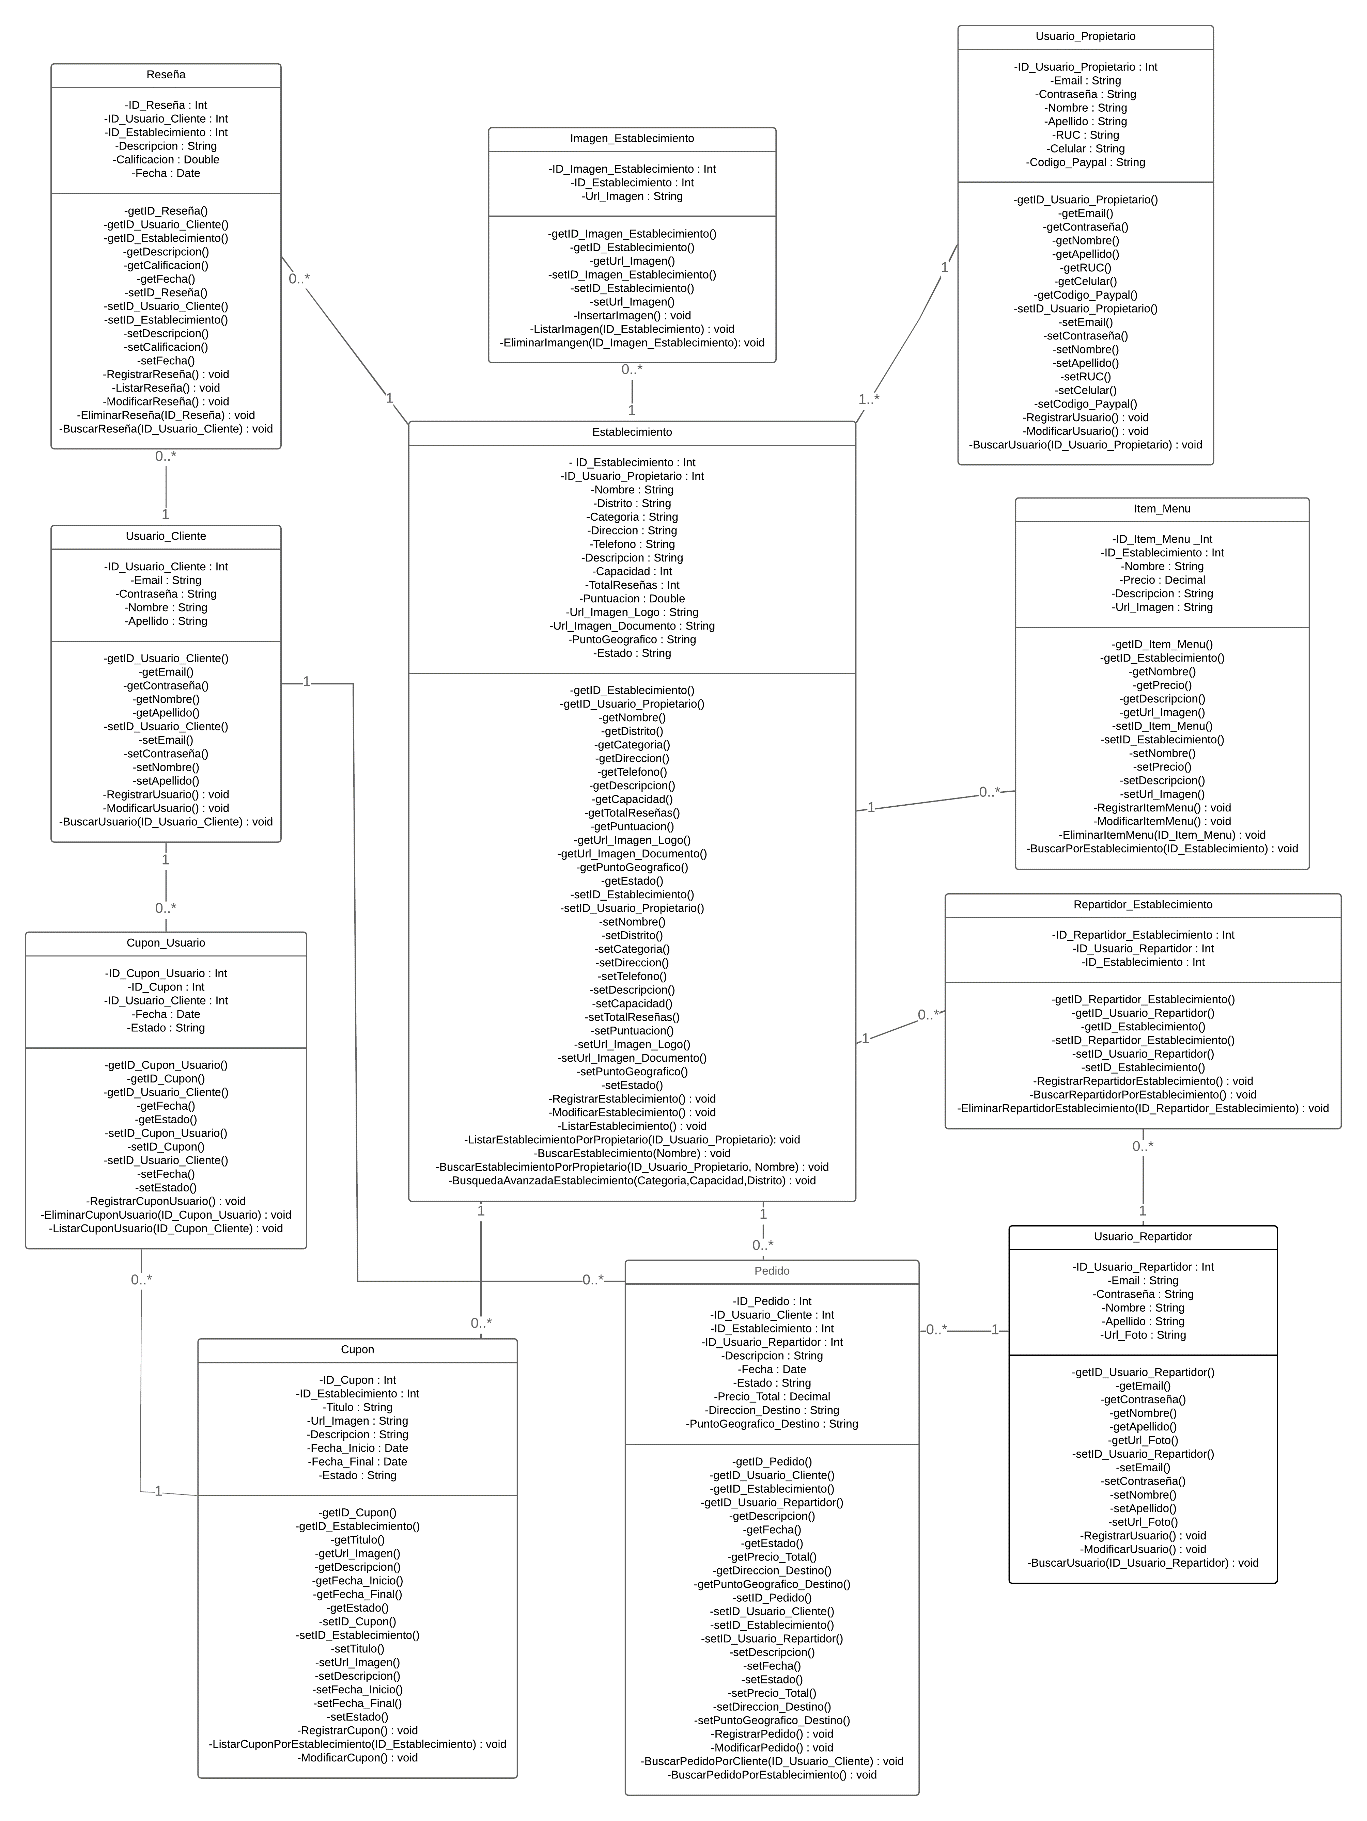 Reseña
-ID_Reseña : Int
-ID_Usuario_Cliente : Int
-ID_Establecimiento : Int
-Descripcion : String
-Calificacion : Double
-Fecha : Date
-getID_Reseña()
-getID_Usuario_Cliente()
-getID_Establecimiento()
-getDescripcion()
-getCalificacion()
-getFecha()
-setID_Reseña()
-setID_Usuario_Cliente()
-setID_Establecimiento()
-setDescripcion()
-setCalificacion()
-setFecha()
-RegistrarReseña() : void
-ListarReseña() : void
-ModificarReseña() : void
-EliminarReseña(ID_Reseña) : void
-BuscarReseña(ID_Usuario_Cliente) : void
0..*
1
0..*
1
Imagen_Establecimiento
-ID_Imagen_Establecimiento : Int
-ID_Establecimiento : Int
-Url_Imagen : String
-getID_Imagen_Establecimiento()
-getID_Establecimiento()
-getUrl_Imagen()
-setID_Imagen_Establecimiento()
-setID_Establecimiento()
-setUrl_Imagen()
-InsertarImagen() : void
-ListarImagen(ID_Establecimiento) : void
-EliminarImangen(ID_Imagen_Establecimiento): void
0..*
1
Usuario_Propietario
-ID_Usuario_Propietario : Int
-Email : String
-Contraseña : String
-Nombre : String
-Apellido : String
-RUC : String
-Celular : String
-Codigo_Paypal : String
-getID_Usuario_Propietario()
-getEmail()
-getContraseña()
-getNombre()
-getApellido()
-getRUC()
-getCelular()
-getCodigo_Paypal()
-setID_Usuario_Propietario()
-setEmail()
-setContraseña()
-setNombre()
-setApellido()
-setRUC()
-setCelular()
-setCodigo_Paypal()
-RegistrarUsuario() : void
-ModificarUsuario() : void
-BuscarUsuario(ID_Usuario_Propietario) : void
1
1..*
Establecimiento
- ID_Establecimiento : Int
-ID_Usuario_Propietario : Int
-Nombre : String
-Distrito : String
-Categoria : String
-Direccion : String
-Telefono : String
-Descripcion : String
-Capacidad : Int
-TotalReseñas : Int
-Puntuacion : Double
-Url_Imagen_Logo : String
-Url_Imagen_Documento : String
-PuntoGeografico : String
-Estado : String
-getID_Establecimiento()
-getID_Usuario_Propietario()
-getNombre()
-getDistrito()
-getCategoria()
-getDireccion()
-getTelefono()
-getDescripcion()
-getCapacidad()
-getTotalReseñas()
-getPuntuacion()
-getUrl_Imagen_Logo()
-getUrl_Imagen_Documento()
-getPuntoGeografico()
-getEstado()
-setID_Establecimiento()
-setID_Usuario_Propietario()
-setNombre()
-setDistrito()
-setCategoria()
-setDireccion()
-setTelefono()
-setDescripcion()
-setCapacidad()
-setTotalReseñas()
-setPuntuacion()
-setUrl_Imagen_Logo()
-setUrl_Imagen_Documento()
-setPuntoGeografico()
-setEstado()
-RegistrarEstablecimiento() : void
-ModificarEstablecimiento() : void
-ListarEstablecimiento() : void
-ListarEstablecimientoPorPropietario(ID_Usuario_Propietario): void
-BuscarEstablecimiento(Nombre) : void
-BuscarEstablecimientoPorPropietario(ID_Usuario_Propietario, Nombre) : void
-BusquedaAvanzadaEstablecimiento(Categoria,Capacidad,Distrito) : void
Item_Menu
-ID_Item_Menu _Int
-ID_Establecimiento : Int
-Nombre : String
-Precio : Decimal
-Descripcion : String
-Url_Imagen : String
-getID_Item_Menu()
-getID_Establecimiento()
-getNombre()
-getPrecio()
-getDescripcion()
-getUrl_Imagen()
-setID_Item_Menu()
-setID_Establecimiento()
-setNombre()
-setPrecio()
-setDescripcion()
-setUrl_Imagen()
-RegistrarItemMenu() : void
-ModificarItemMenu() : void
-EliminarItemMenu(ID_Item_Menu) : void
-BuscarPorEstablecimiento(ID_Establecimiento) : void
1
0..*
Usuario_Cliente
-ID_Usuario_Cliente : Int
-Email : String
-Contraseña : String
-Nombre : String
-Apellido : String
-getID_Usuario_Cliente()
-getEmail()
-getContraseña()
-getNombre()
-getApellido()
-setID_Usuario_Cliente()
-setEmail()
-setContraseña()
-setNombre()
-setApellido()
-RegistrarUsuario() : void
-ModificarUsuario() : void
-BuscarUsuario(ID_Usuario_Cliente) : void
1
1
0..*
Repartidor_Establecimiento
-ID_Repartidor_Establecimiento : Int
-ID_Usuario_Repartidor : Int
-ID_Establecimiento : Int
-getID_Repartidor_Establecimiento()
-getID_Usuario_Repartidor()
-getID_Establecimiento()
-setID_Repartidor_Establecimiento()
-setID_Usuario_Repartidor()
-setID_Establecimiento()
-RegistrarRepartidorEstablecimiento() : void
-BuscarRepartidorPorEstablecimiento() : void
-EliminarRepartidorEstablecimiento(ID_Repartidor_Establecimiento) : void
1
0..*
0..*
1
Cupon_Usuario
-ID_Cupon_Usuario : Int
-ID_Cupon : Int
-ID_Usuario_Cliente : Int
-Fecha : Date
-Estado : String
-getID_Cupon_Usuario()
-getID_Cupon()
-getID_Usuario_Cliente()
-getFecha()
-getEstado()
-setID_Cupon_Usuario()
-setID_Cupon()
-setID_Usuario_Cliente()
-setFecha()
-setEstado()
-RegistrarCuponUsuario() : void
-EliminarCuponUsuario(ID_Cupon_Usuario) : void
-ListarCuponUsuario(ID_Cupon_Cliente) : void
0..*
1
1
0..*
1
0..*
0..*
Usuario_Repartidor
-ID_Usuario_Repartidor : Int
-Email : String
-Contraseña : String
-Nombre : String
-Apellido : String
-Url_Foto : String
-getID_Usuario_Repartidor()
-getEmail()
-getContraseña()
-getNombre()
-getApellido()
-getUrl_Foto()
-setID_Usuario_Repartidor()
-setEmail()
-setContraseña()
-setNombre()
-setApellido()
-setUrl_Foto()
-RegistrarUsuario() : void
-ModificarUsuario() : void
-BuscarUsuario(ID_Usuario_Repartidor) : void
0..*
1
Pedido
-ID_Pedido : Int
-ID_Usuario_Cliente : Int
-ID_Establecimiento : Int
-ID_Usuario_Repartidor : Int
-Descripcion : String
-Fecha : Date
-Estado : String
-Precio_Total : Decimal
-Direccion_Destino : String
-PuntoGeografico_Destino : String
-getID_Pedido()
-getID_Usuario_Cliente()
-getID_Establecimiento()
-getID_Usuario_Repartidor()
-getDescripcion()
-getFecha()
-getEstado()
-getPrecio_Total()
-getDireccion_Destino()
-getPuntoGeografico_Destino()
-setID_Pedido()
-setID_Usuario_Cliente()
-setID_Establecimiento()
-setID_Usuario_Repartidor()
-setDescripcion()
-setFecha()
-setEstado()
-setPrecio_Total()
-setDireccion_Destino()
-setPuntoGeografico_Destino()
-RegistrarPedido() : void
-ModificarPedido() : void
-BuscarPedidoPorCliente(ID_Usuario_Cliente) : void
-BuscarPedidoPorEstablecimiento() : void
Cupon
-ID_Cupon : Int
-ID_Establecimiento : Int
-Titulo : String
-Url_Imagen : String
-Descripcion : String
-Fecha_Inicio : Date
-Fecha_Final : Date
-Estado : String
-getID_Cupon()
-getID_Establecimiento()
-getTitulo()
-getUrl_Imagen()
-getDescripcion()
-getFecha_Inicio()
-getFecha_Final()
-getEstado()
-setID_Cupon()
-setID_Establecimiento()
-setTitulo()
-setUrl_Imagen()
-setDescripcion()
-setFecha_Inicio()
-setFecha_Final()
-setEstado()
-RegistrarCupon() : void
-ListarCuponPorEstablecimiento(ID_Establecimiento) : void
-ModificarCupon() : void